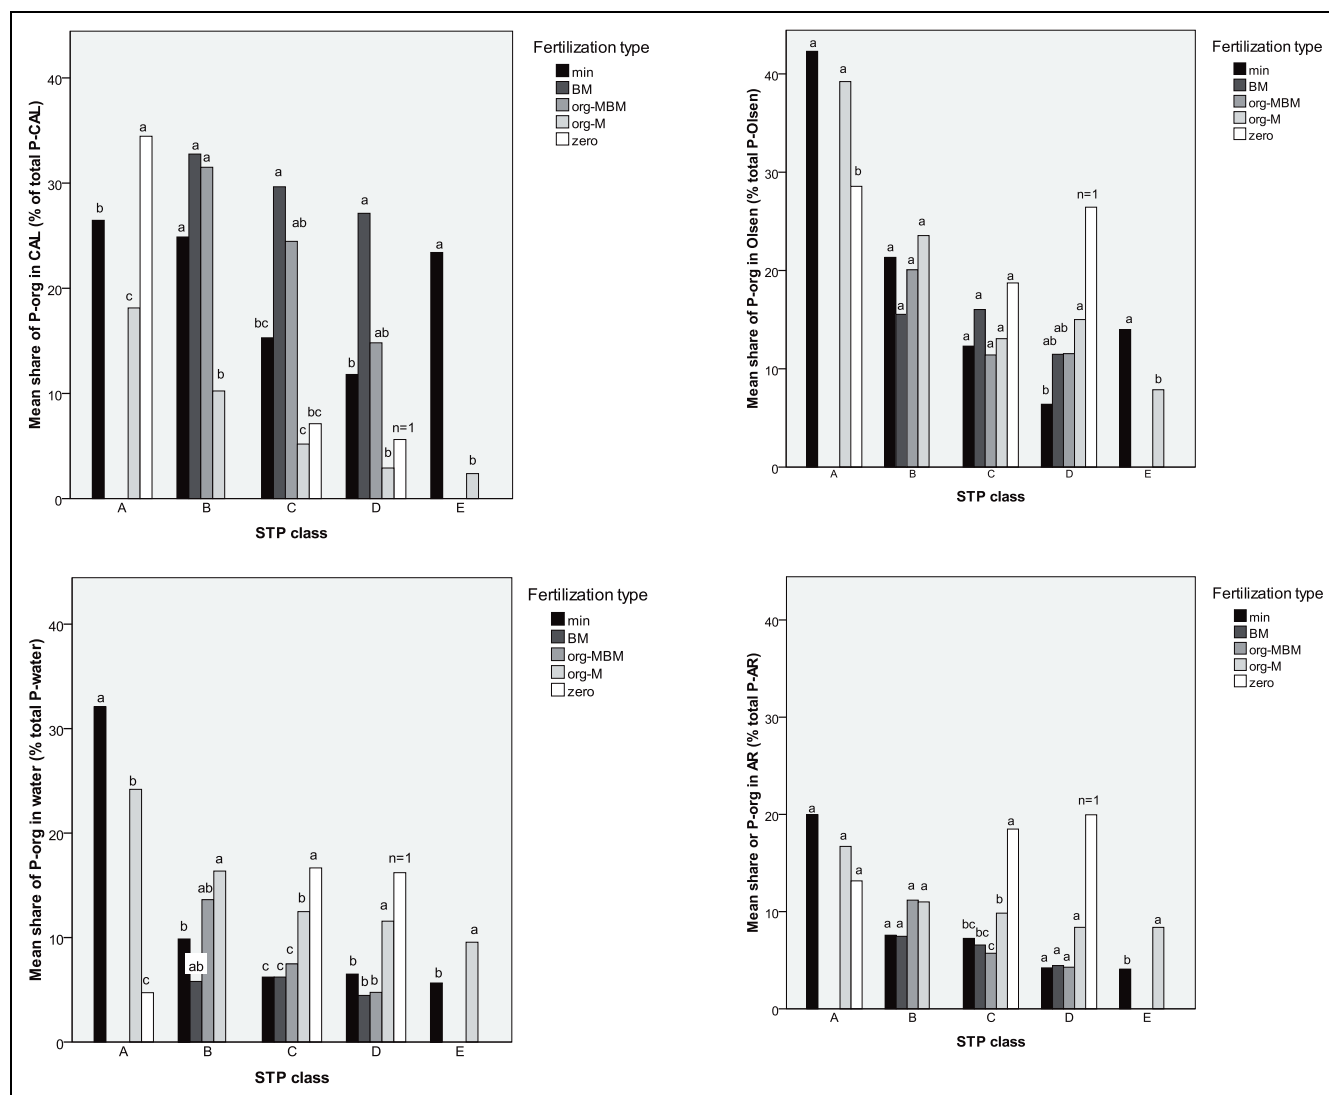 Mean share of P-org in CAL (% of total P-CAL)
40
30
20
10
0
b
c
a
a
a
a
b
bc
a
ab
c
bc
b
a
ab
b
n=1
a
b
A B C D E
STP class
Fertilization type
min
BM
org-MBM
org-M
zero
Mean share of P-org in Olsen (% total P-Olsen)
40
30
20
10
0
a
a
b
a
a
a
a
a
a
a
a
a
b
ab
ab
a
n=1
a
b
A B C D E
STP class
Fertilization type
min
BM
org-MBM
org-M
zero
Mean share of P-org in water (% total P-water)
40
30
20
10
0
a
b
c
b
ab
ab
a
c
c
c
b
a
b
b
b
a
n=1
b
a
A B C D E
STP class
Fertilization type
min
BM
org-MBM
org-M
zero
Mean share or P-org in AR (% total P-AR)
40
30
20
10
0
a
a
a
a
a
a
a
bc
bc
c
b
a
a
a
a
a
n=1
b
a
A B C D E
STP class
Fertilization type
min
BM
org-MBM
org-M
zero